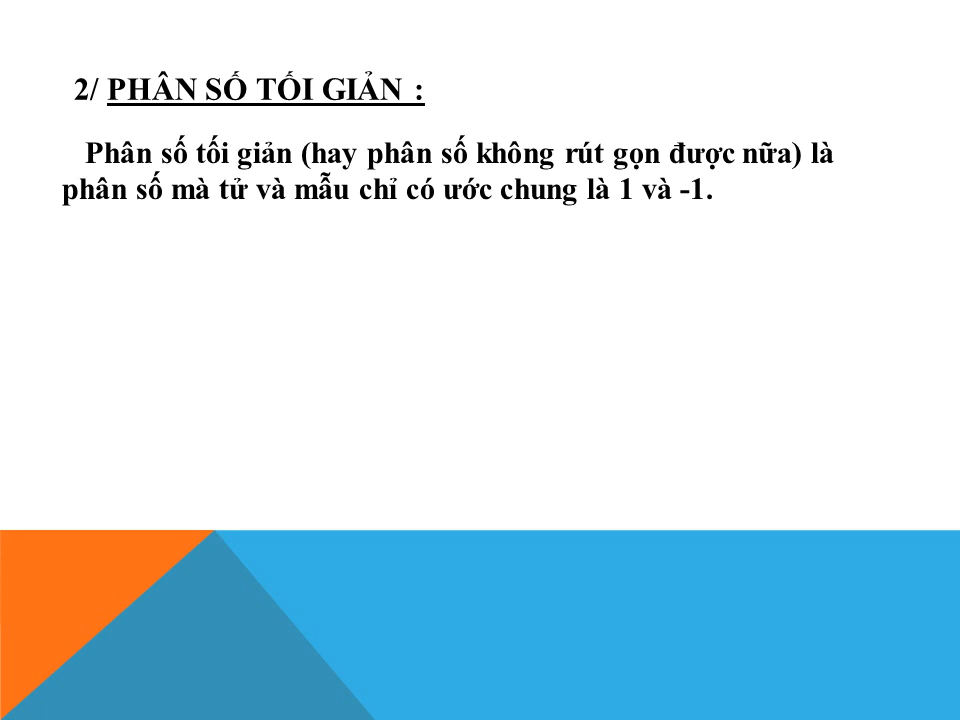 2/ PHÂN SỐ TỐI GIẢN :
Phân số tối giản (hay phân số không rút gọn được nữa) là
phân số mà tử và mẫu chỉ có ước chung là 1 và -1.